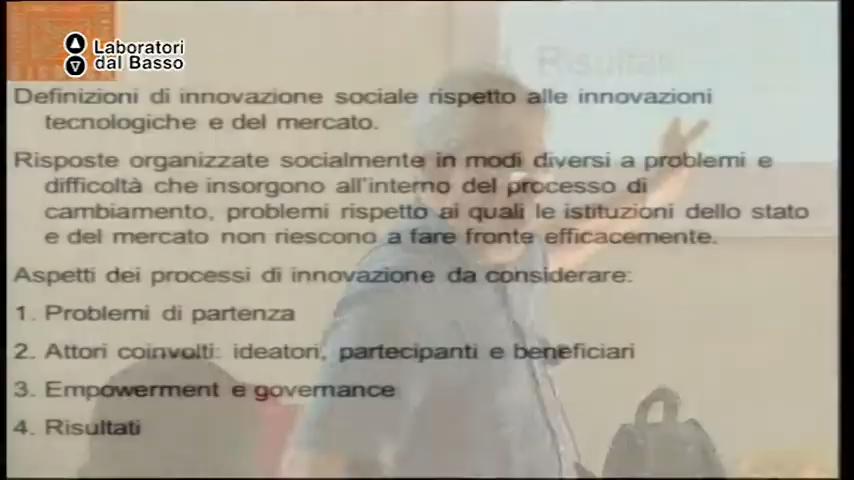 Laboratori
dal Basso
4. Risultati
Definizioni di innovazione sociale rispetto alle innovazioni
tecnologiche e del mercato.
Risposte organizzate socialmente in modi diversi a problemi e
difficoltà che insorgono all'interno del processo di
cambiamento, problemi rispetto ai quali le istituzioni dello stato
e del mercato non riescono a fare fronte efficacemente.
Aspetti dei processi di innovazione da considerare:
1. Problemi di partenza
2. Attori coinvolti: ideatori, partecipanti e beneficiari
3. Empowerment e governance
4. Risultati